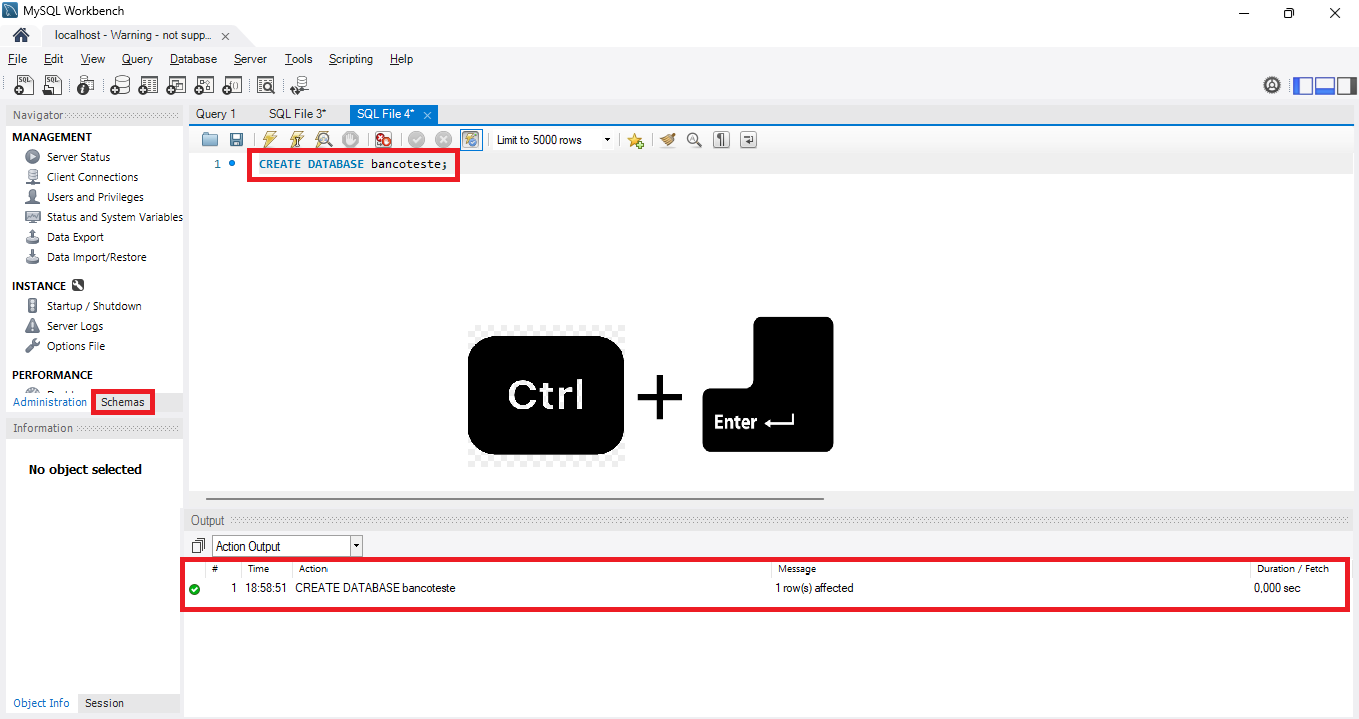 MySQL Workbench
localhost - Warning - not supp...
File Edit View Query Database Server Tools Scripting Help
Navigator
MANAGEMENT
Server Status
Client Connections
Users and Privileges
Status and System Variables
Data Export
Data Import/Restore
INSTANCE
Startup / Shutdown
Server Logs
Options File
PERFORMANCE
Administration Schemas
Information
No object selected
Object Info Session
Query 1 SQL File 3* SQL File 4*
Limit to 5000 rows
1 CREATE DATABASE bancoteste;
Ctrl + Enter
Output
Action Output
# Time Action Message Duration / Fetch
1 18:58:51 CREATE DATABASE bancoteste 1 row(s) affected 0,000 sec